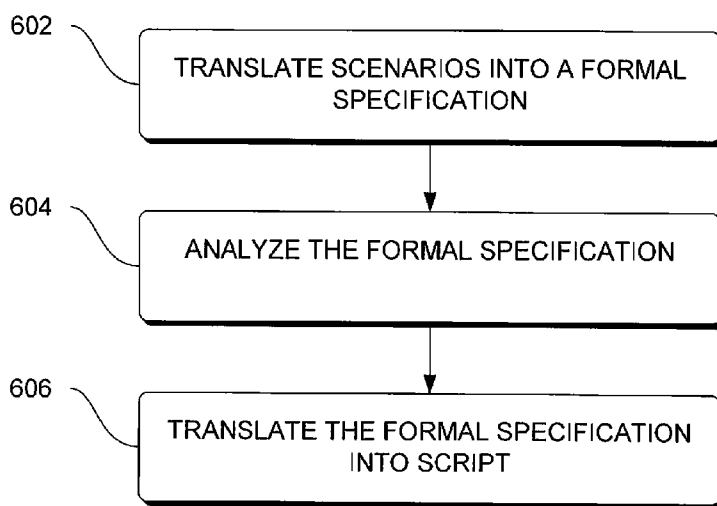 602
TRANSLATE SCENARIOS INTO A FORMAL
SPECIFICATION
604
ANALYZE THE FORMAL SPECIFICATION
606
TRANSLATE THE FORMAL SPECIFICATION
INTO SCRIPT